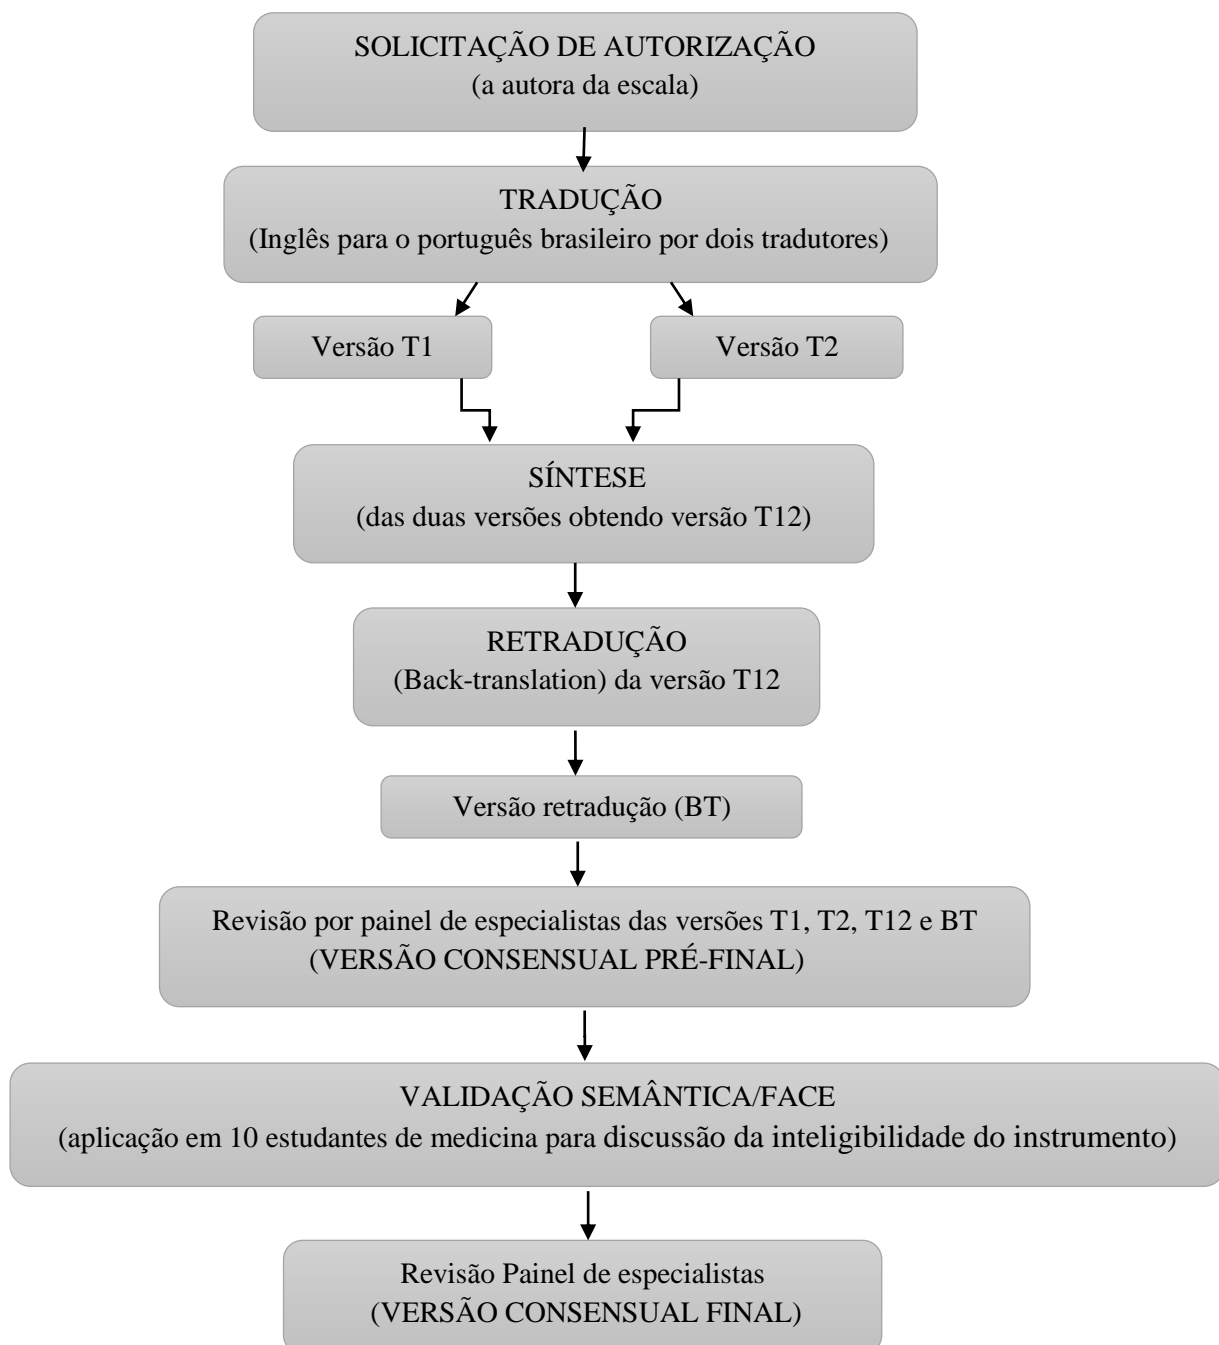 SOLICITAÇÃO DE AUTORIZAÇÃO
(a autora da escala)
TRADUÇÃO
(Inglês para o português brasileiro por dois tradutores)
Versão T1
Versão T2
SÍNTESE
(das duas versões obtendo versão T12)
RETRADUÇÃO
(Back-translation) da versão T12
Versão retradução (BT)
Revisão por painel de especialistas das versões T1, T2, T12 e BT
(VERSÃO CONSENSUAL PRÉ-FINAL)
VALIDAÇÃO SEMÂNTICA/FACE
(aplicação em 10 estudantes de medicina para discussão da inteligibilidade do instrumento)
Revisão Painel de especialistas
(VERSÃO CONSENSUAL FINAL)